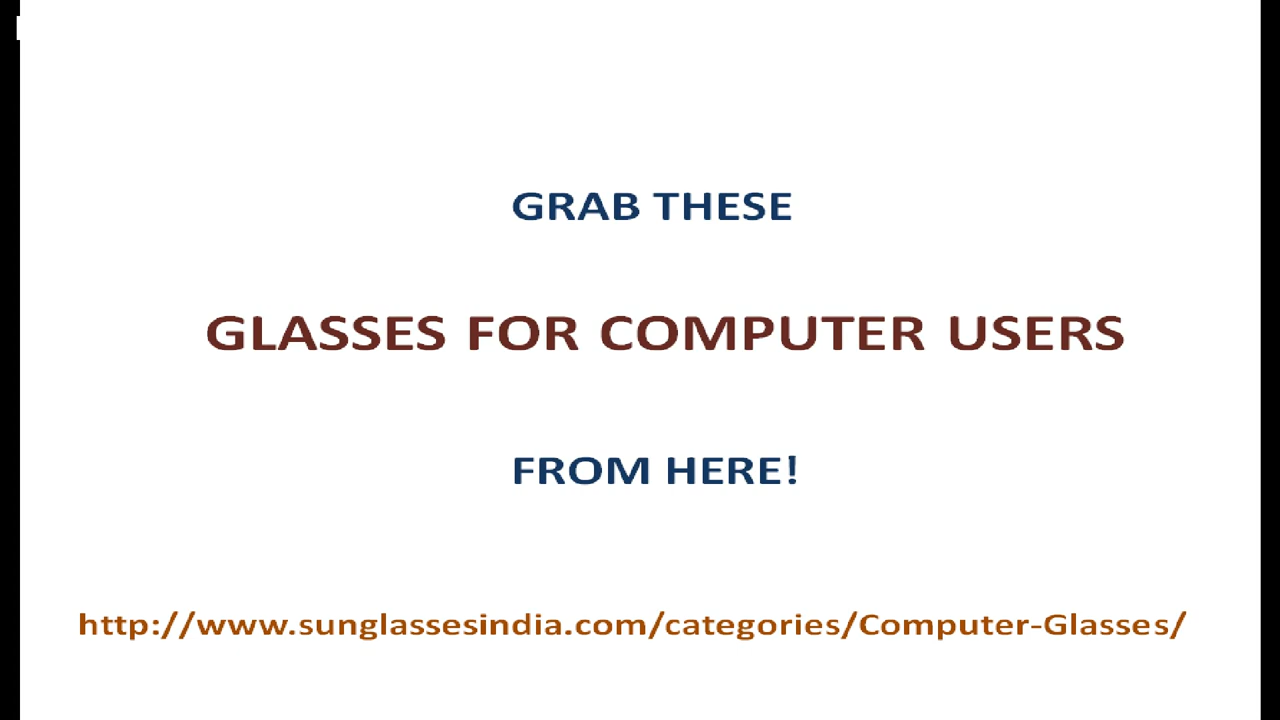 GRAB THESE
GLASSES FOR COMPUTER USERS
FROM HERE!
http://www.sunglassesindia.com/categories/Computer-Glasses/